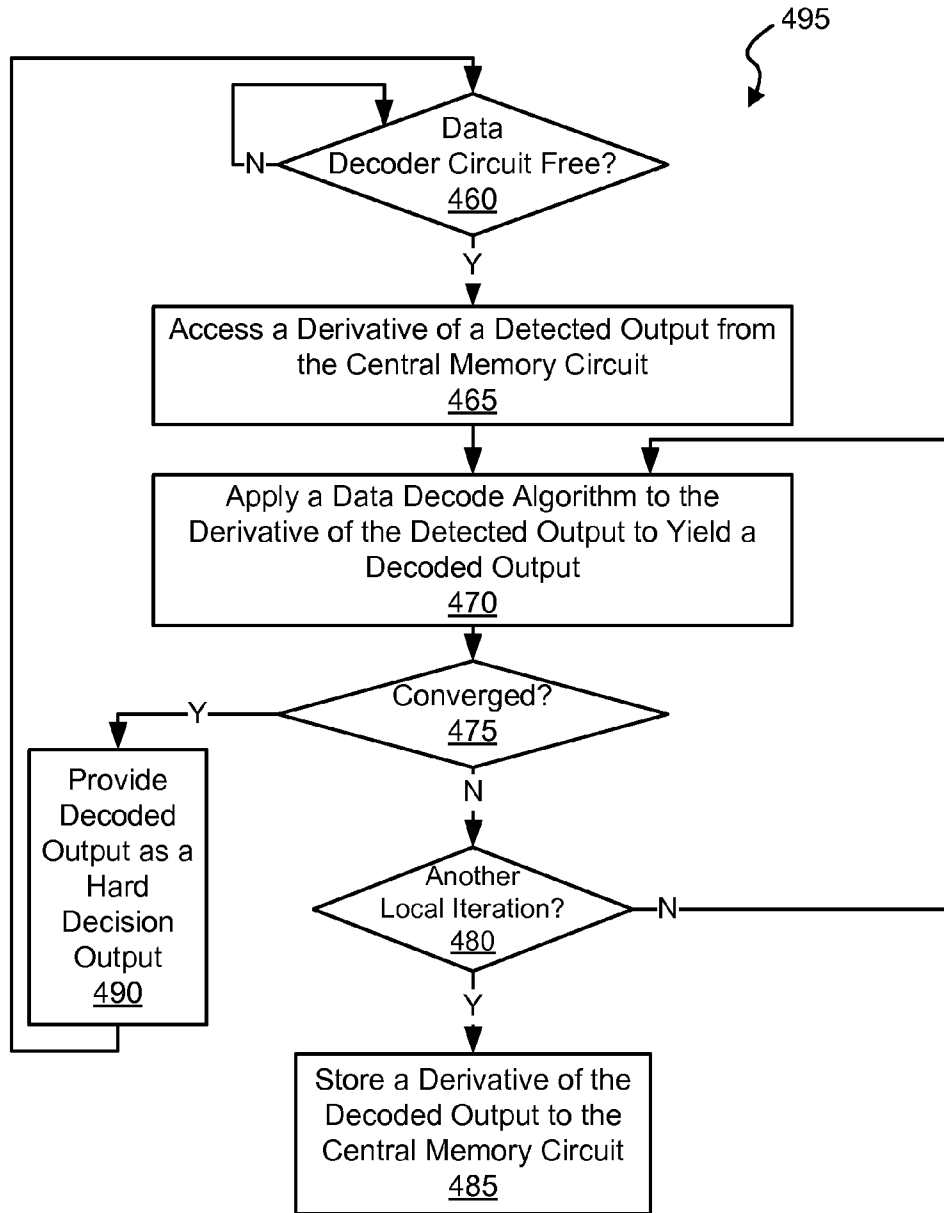 495
Data
Decoder Circuit Free?
460
N
Y
Access a Derivative of a Detected Output from
the Central Memory Circuit
465
Apply a Data Decode Algorithm to the
Derivative of the Detected Output to Yield a
Decoded Output
470
Converged?
475
Y
N
Provide
Decoded
Output as a
Hard
Decision
Output
490
Another
Local Iteration?
480
N
Y
Store a Derivative of the
Decoded Output to the
Central Memory Circuit
485